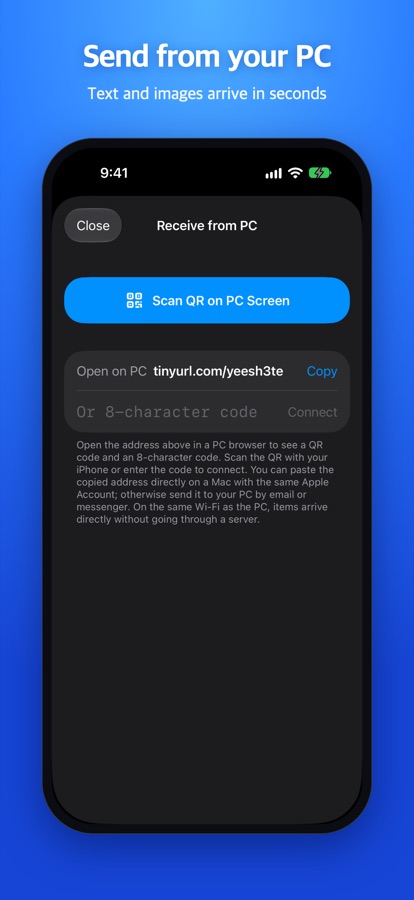 Send from your PC
Text and images arrive in seconds
9:41
Close
Receive from PC
Scan QR on PC Screen
Open on PC tinyurl.com/yeesh3te Copy
Or 8-character code Connect
Open the address above in a PC browser to see a QR
code and an 8-character code. Scan the QR with your
iPhone or enter the code to connect. You can paste the
copied address directly on a Mac with the same Apple
Account; otherwise send it to your PC by email or
messenger. On the same Wi-Fi as the PC, items arrive
directly without going through a server.